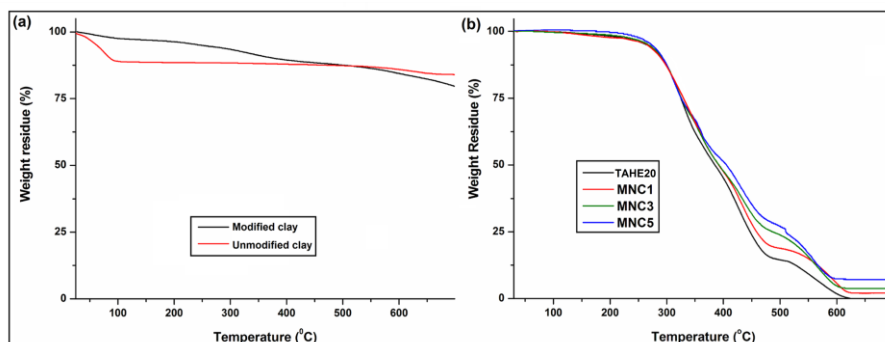 (a)
100
75
50
25
0
Weight residue (%)
Modified clay
Unmodified clay
100 200 300 400 500 600
Temperature (⁰C)
(b)
100
75
50
25
0
Weight Residue (%)
TAHE20
MNC1
MNC3
MNC5
100 200 300 400 500 600
Temperature (°C)